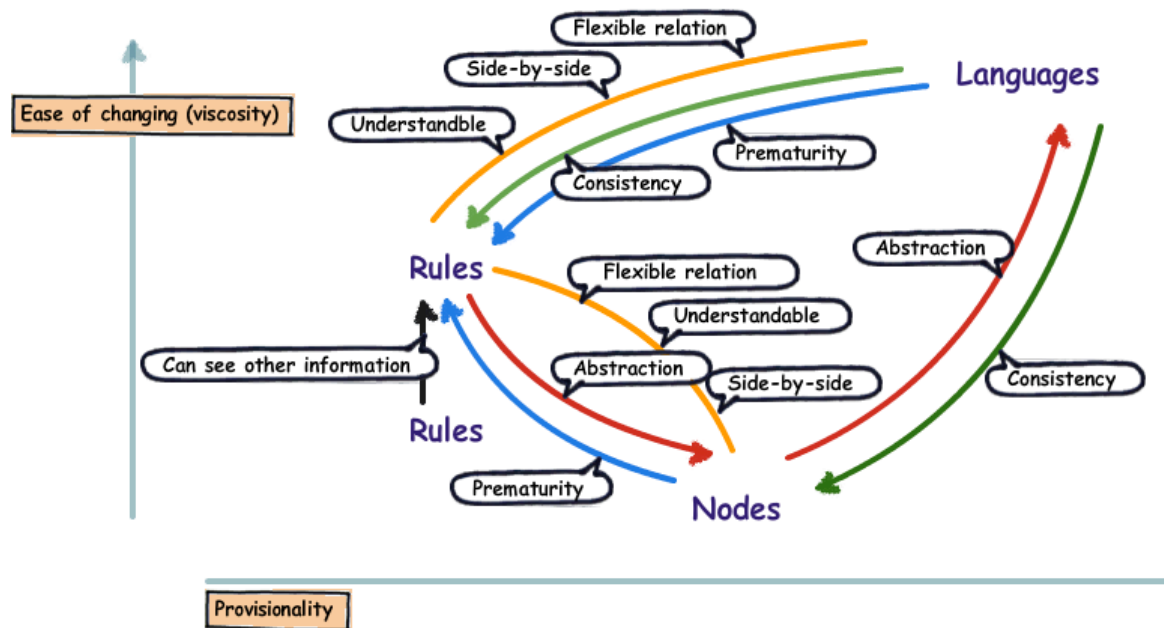 Flexible relation
Side-by-side
Languages
Ease of changing (viscosity)
Understandble
Prematurity
Consistency
Abstraction
Rules
Flexible relation
Understandable
Can see other information
Abstraction
Side-by-side
Consistency
Rules
Prematurity
Nodes
Provisionality